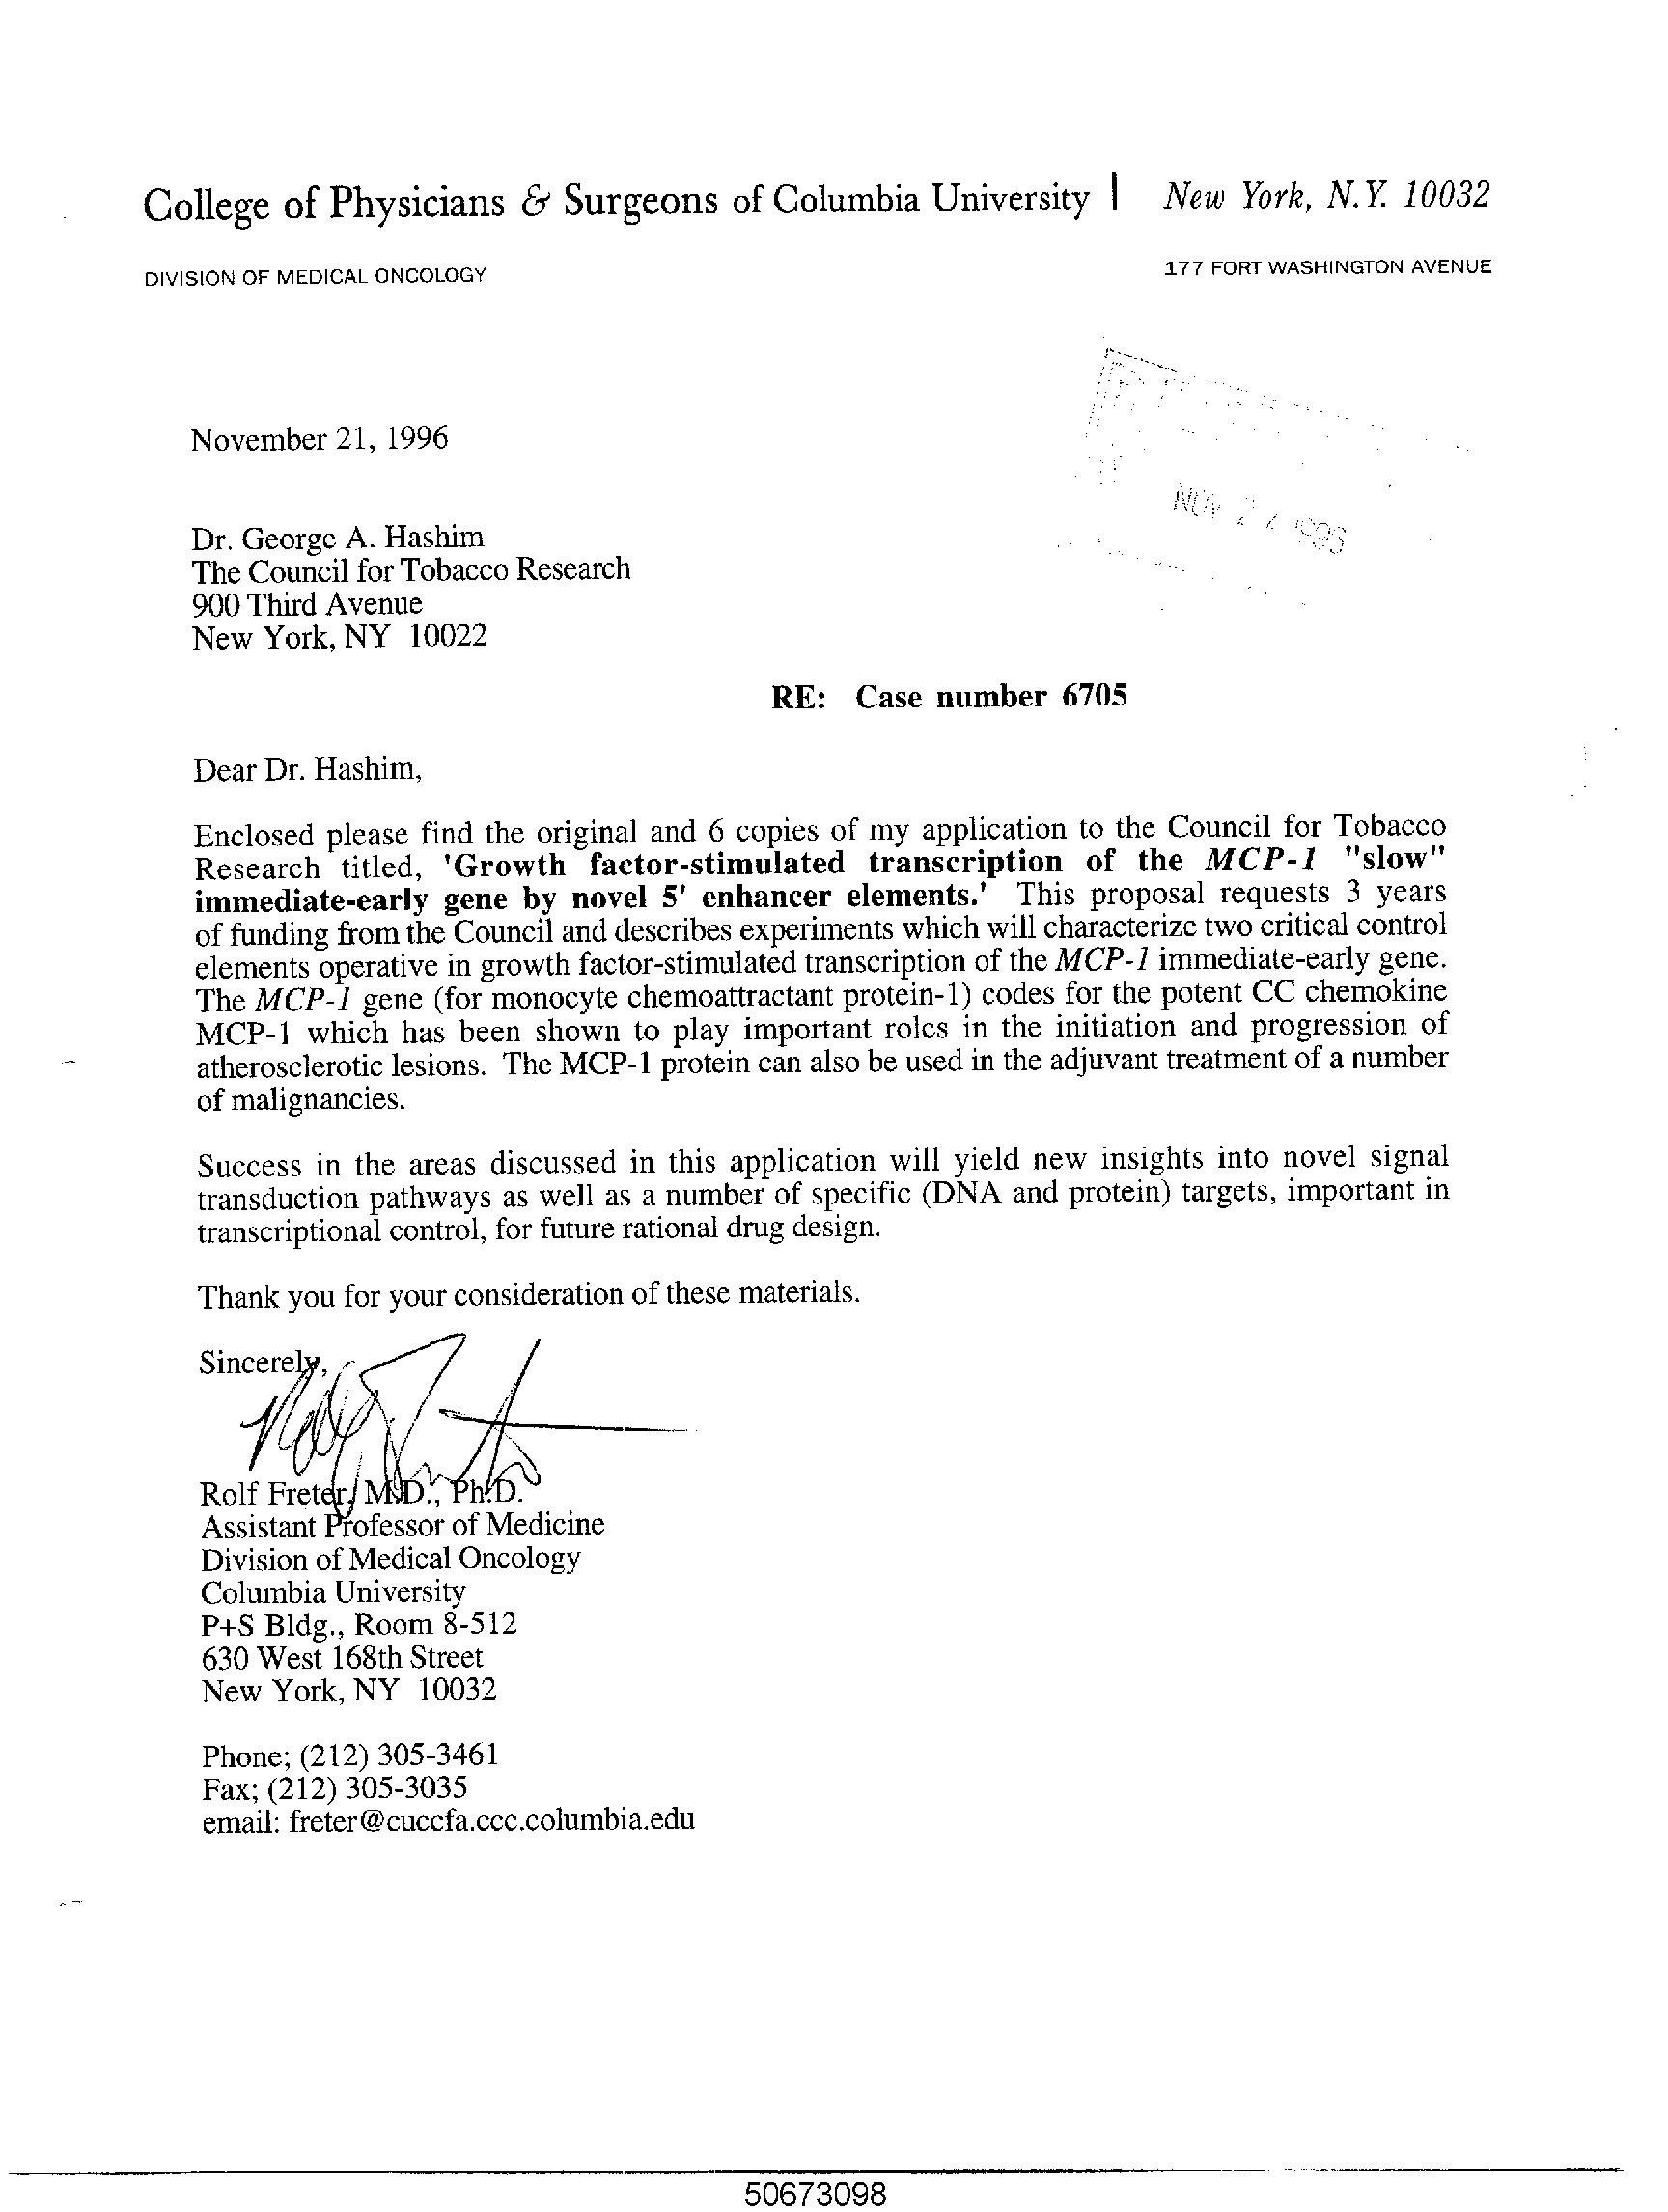 College of Physicians & Surgeons of Columbia University | New York, N.Y. 10032
DIVISION OF MEDICAL ONCOLOGY 177 FORT WASHINGTON AVENUE
November 21, 1996
NOV 2
Dr. George A. Hashim
The Council for Tobacco Research
900 Third Avenue
New York, NY 10022
RE: Case number 6705
Dear Dr. Hashim,
Enclosed please find the original and 6 copies of my application to the Council for Tobacco
Research titled, 'Growth factor-stimulated transcription of the MCP-1 "slow"
immediate-early gene by novel 5' enhancer elements.' This proposal requests 3 years
of funding from the Council and describes experiments which will characterize two critical control
elements operative in growth factor-stimulated transcription of the MCP-1 immediate-early gene.
The MCP-1 gene (for monocyte chemoattractant protein-1) codes for the potent CC chemokine
MCP-1 which has been shown to play important roles in the initiation and progression of
atherosclerotic lesions. The MCP-1 protein can also be used in the adjuvant treatment of a number
of malignancies.
Success in the areas discussed in this application will yield new insights into novel signal
transduction pathways as well as a number of specific (DNA and protein) targets, important in
transcriptional control, for future rational drug design.
Thank you for your consideration of these materials.
Sincerely,
Rolf Freter, M.D., Ph.D.
Assistant Professor of Medicine
Division of Medical Oncology
Columbia University
P+S Bldg., Room 8-512
630 West 168th Street
New York, NY 10032
Phone; (212) 305-3461
Fax; (212) 305-3035
email: freter@cuccfa.ccc.columbia.edu
50673098